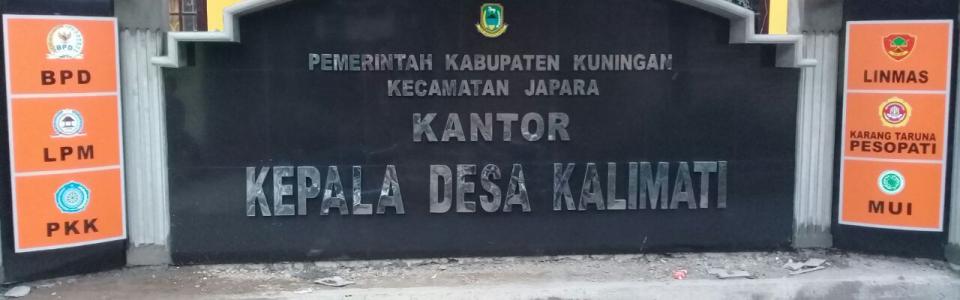 BPD
LPM
PKK
PEMERINTAH KABUPATEN KUNINGAN
KECAMATAN JAPARA
KANTOR
KEPALA DESA KALIMATI
LINMAS
KARANG TARUNA
PESOPATI
MUI